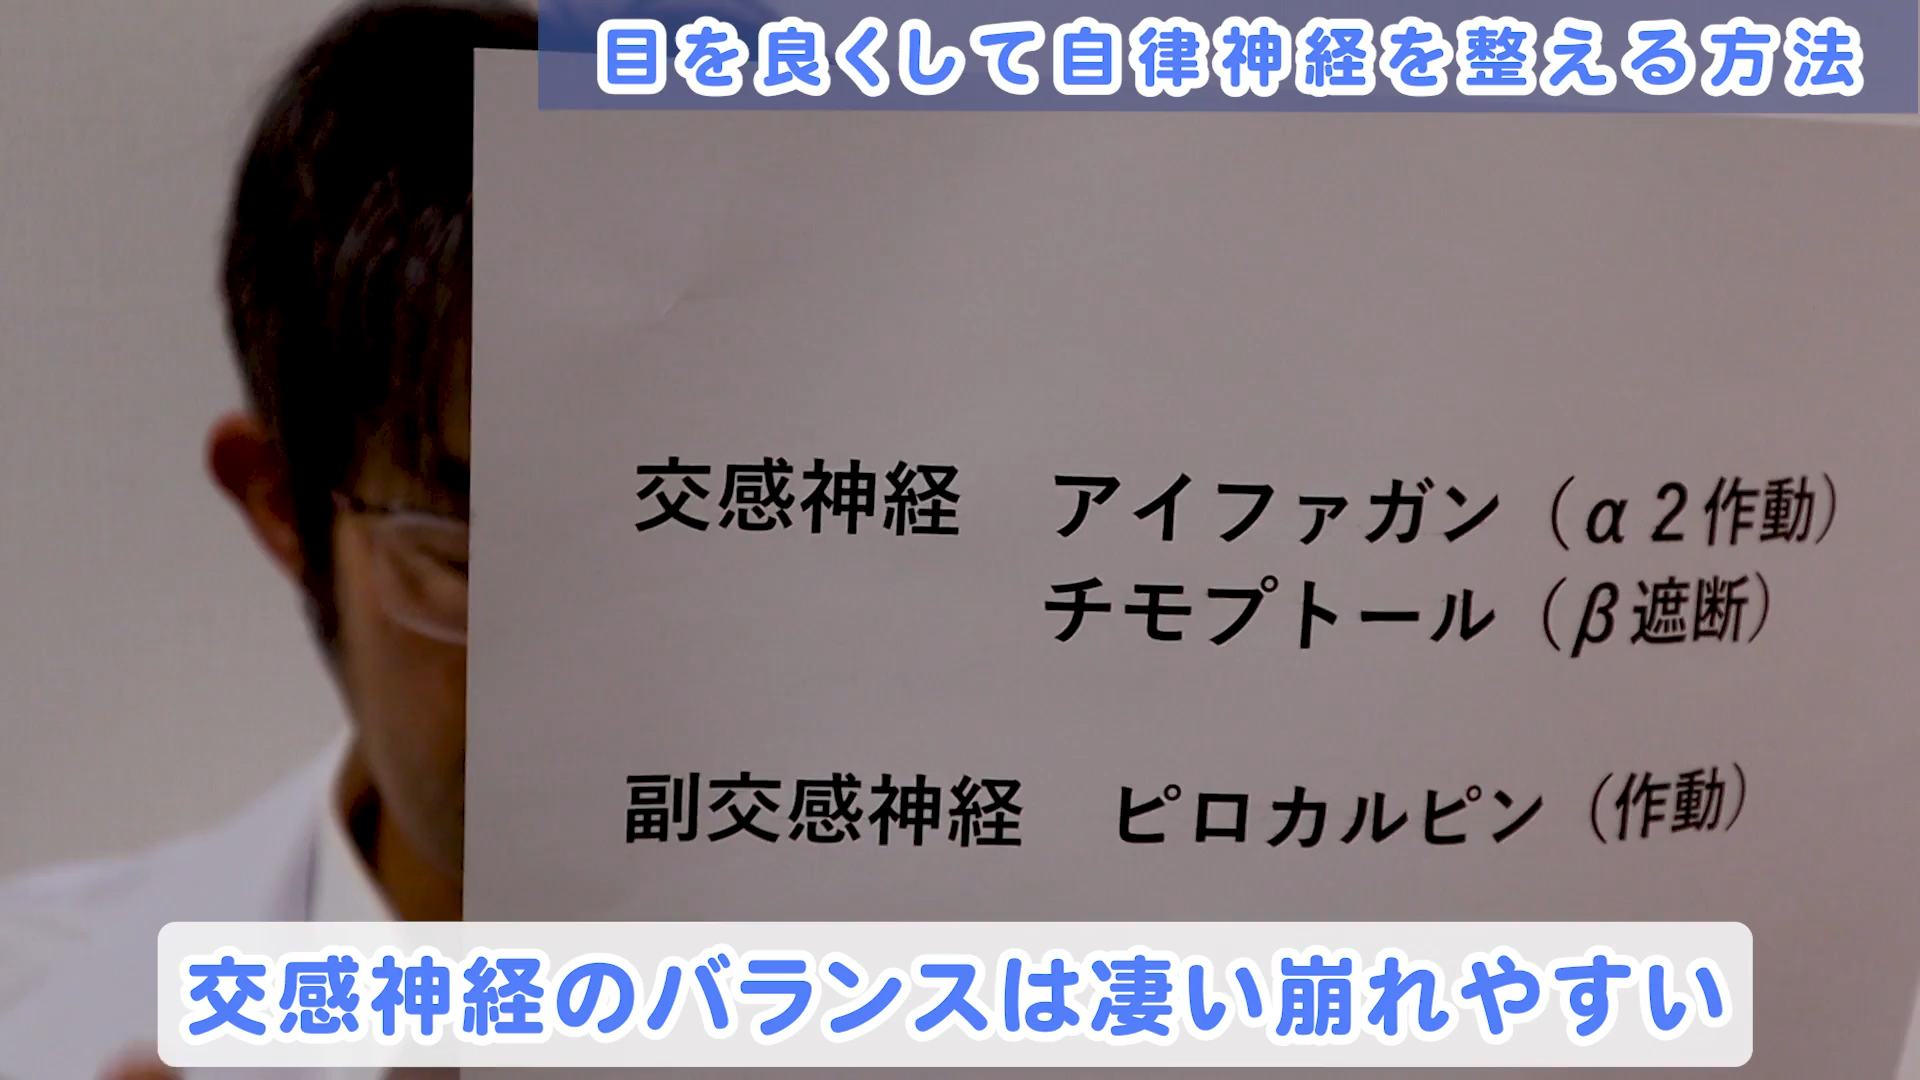 目を良くして自律神経を整える方法
交感神経　アイファガン（α２作動）
チモプトール（β遮断）
副交感神経　ピロカルピン（作動）
交感神経のバランスは凄い崩れやすい